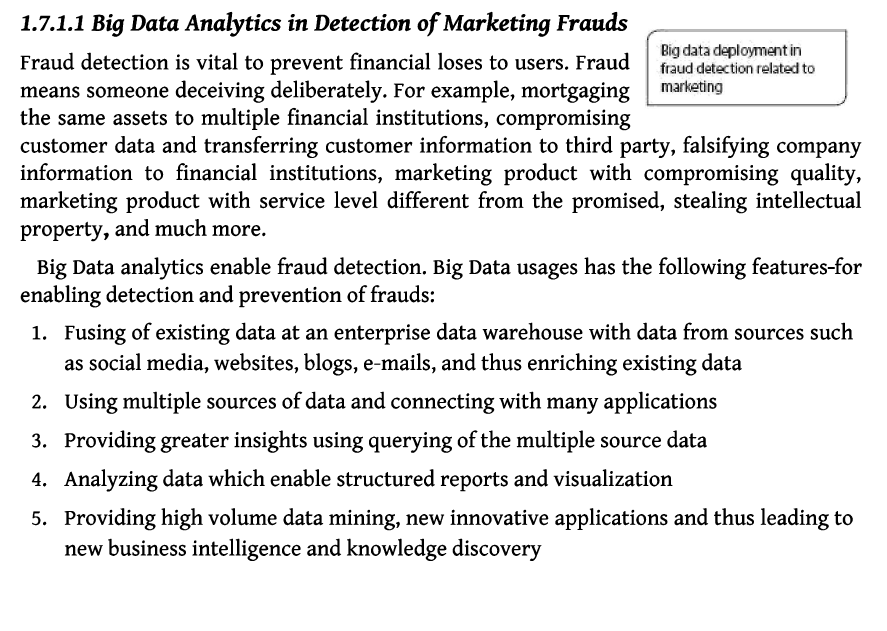 1.7.1.1 Big Data Analytics in Detection of Marketing Frauds
Big data deployment in
fraud detection related to
marketing
Fraud detection is vital to prevent financial loses to users. Fraud
means someone deceiving deliberately. For example, mortgaging
the same assets to multiple financial institutions, compromising
customer data and transferring customer information to third party, falsifying company
information to financial institutions, marketing product with compromising quality,
marketing product with service level different from the promised, stealing intellectual
property, and much more.
Big Data analytics enable fraud detection. Big Data usages has the following features-for
enabling detection and prevention of frauds:
1. Fusing of existing data at an enterprise data warehouse with data from sources such
as social media, websites, blogs, e-mails, and thus enriching existing data
2. Using multiple sources of data and connecting with many applications
3. Providing greater insights using querying of the multiple source data
4. Analyzing data which enable structured reports and visualization
5. Providing high volume data mining, new innovative applications and thus leading to
new business intelligence and knowledge discovery